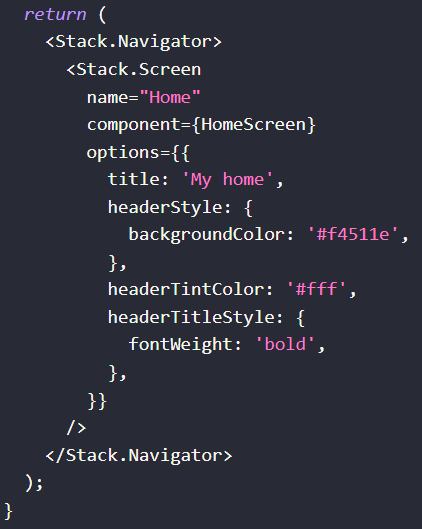 return (
<Stack.Navigator>
<Stack.Screen
name="Home"
component={HomeScreen}
options={{
title: 'My home',
headerStyle: {
backgroundColor: '#f4511e',
},
headerTintColor: '#fff',
headerTitleStyle: {
fontWeight: 'bold',
},
}}
/>
</Stack.Navigator>
);
}